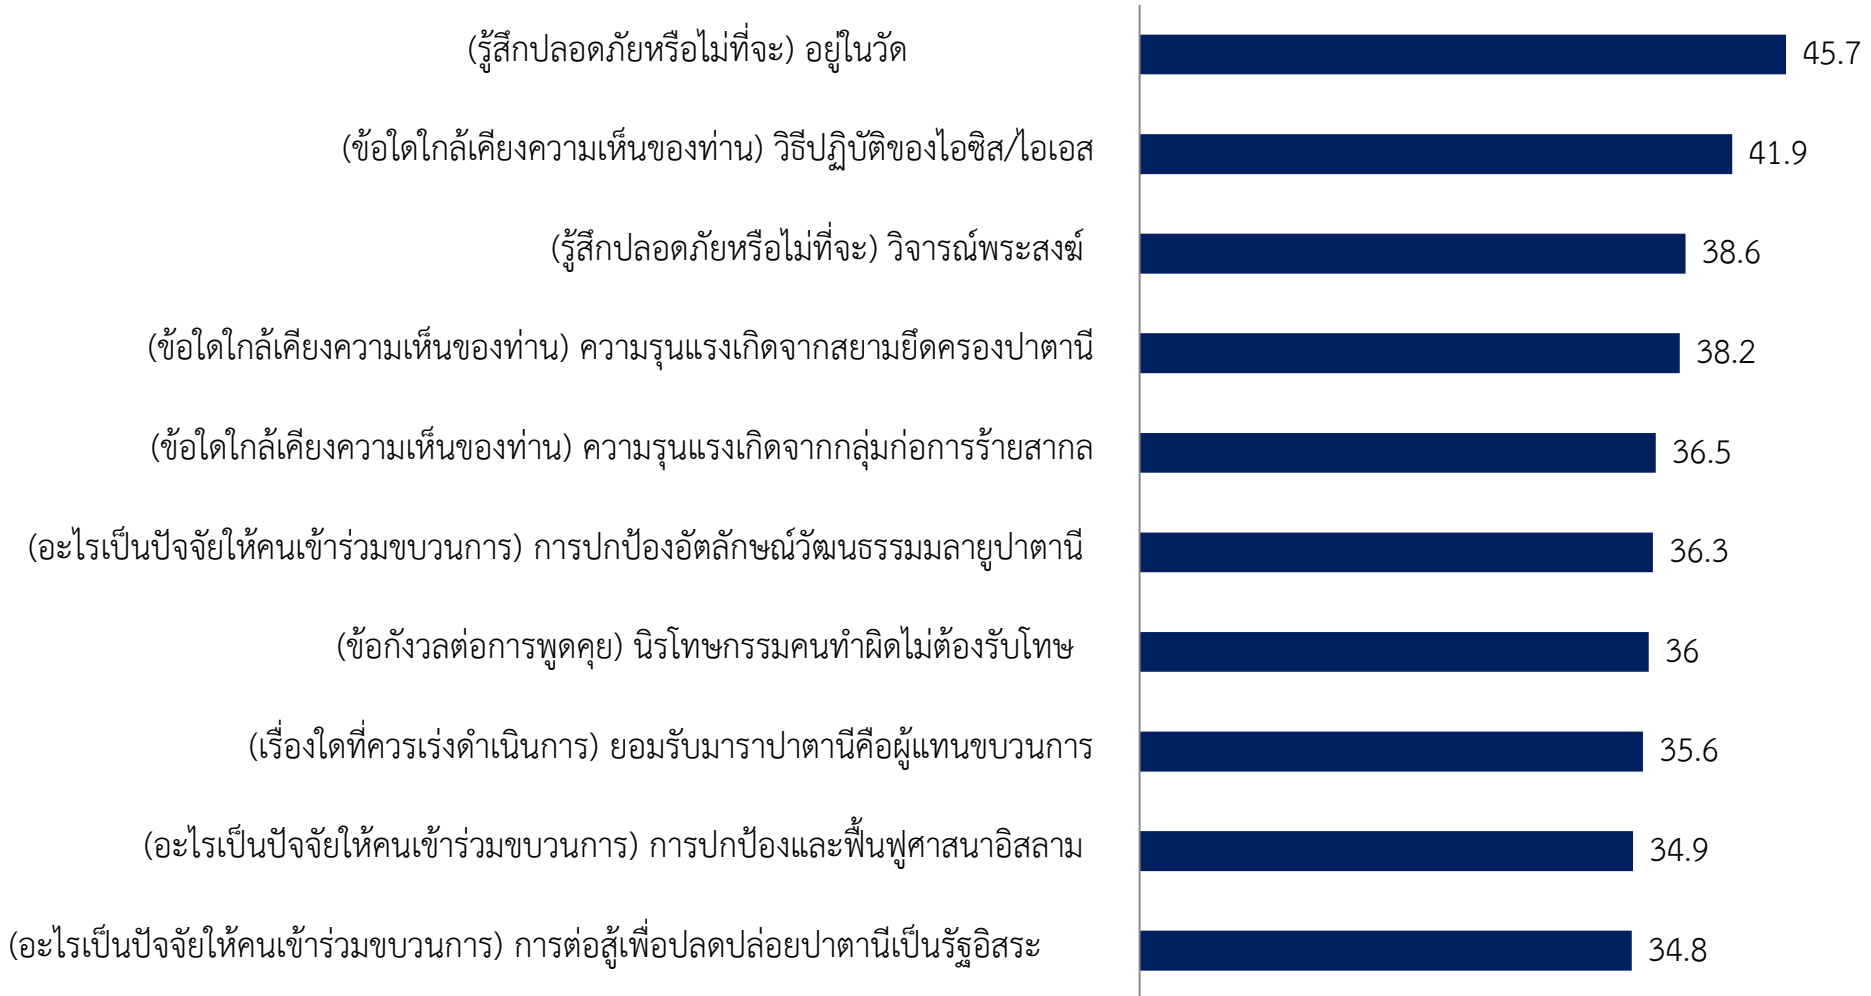 (รู้สึกปลอดภัยหรือไม่ที่จะ) อยู่ในวัด 45.7
(ข้อใดใกล้เคียงความเห็นของท่าน) วิธีปฏิบัติของไอซิส/ไอเอส 41.9
(รู้สึกปลอดภัยหรือไม่ที่จะ) วิจารณ์พระสงฆ์ 38.6
(ข้อใดใกล้เคียงความเห็นของท่าน) ความรุนแรงเกิดจากสยามยึดครองปาตานี 38.2
(ข้อใดใกล้เคียงความเห็นของท่าน) ความรุนแรงเกิดจากกลุ่มก่อการร้ายสากล 36.5
(อะไรเป็นปัจจัยให้คนเข้าร่วมขบวนการ) การปกป้องอัตลักษณ์วัฒนธรรมมลายูปาตานี 36.3
(ข้อกังวลต่อการพูดคุย) นิรโทษกรรมคนทำผิดไม่ต้องรับโทษ 36
(เรื่องใดที่ควรเร่งดำเนินการ) ยอมรับมาราปาตานีคือผู้แทนขบวนการ 35.6
(อะไรเป็นปัจจัยให้คนเข้าร่วมขบวนการ) การปกป้องและฟื้นฟูศาสนาอิสลาม 34.9
(อะไรเป็นปัจจัยให้คนเข้าร่วมขบวนการ) การต่อสู้เพื่อปลดปล่อยปาตานีเป็นรัฐอิสระ 34.8